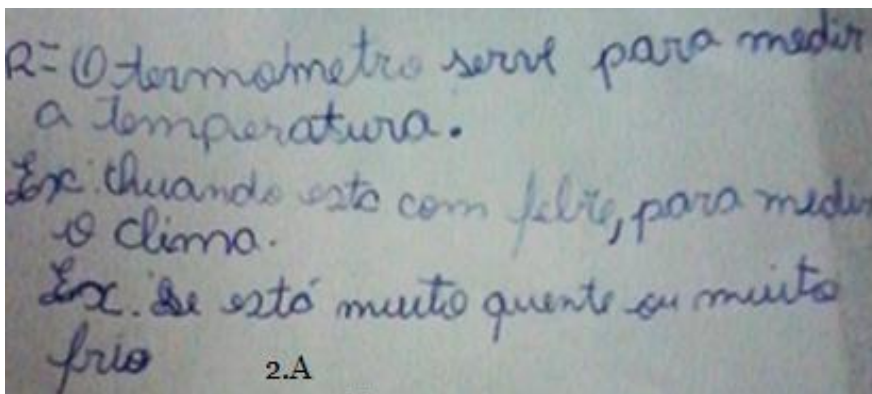 R= O termometro serve para medir
a temperatura.
Ex: Quando esta com febre, para medir
o clima.
Ex. Se está muito quente ou muito
frio
2.A